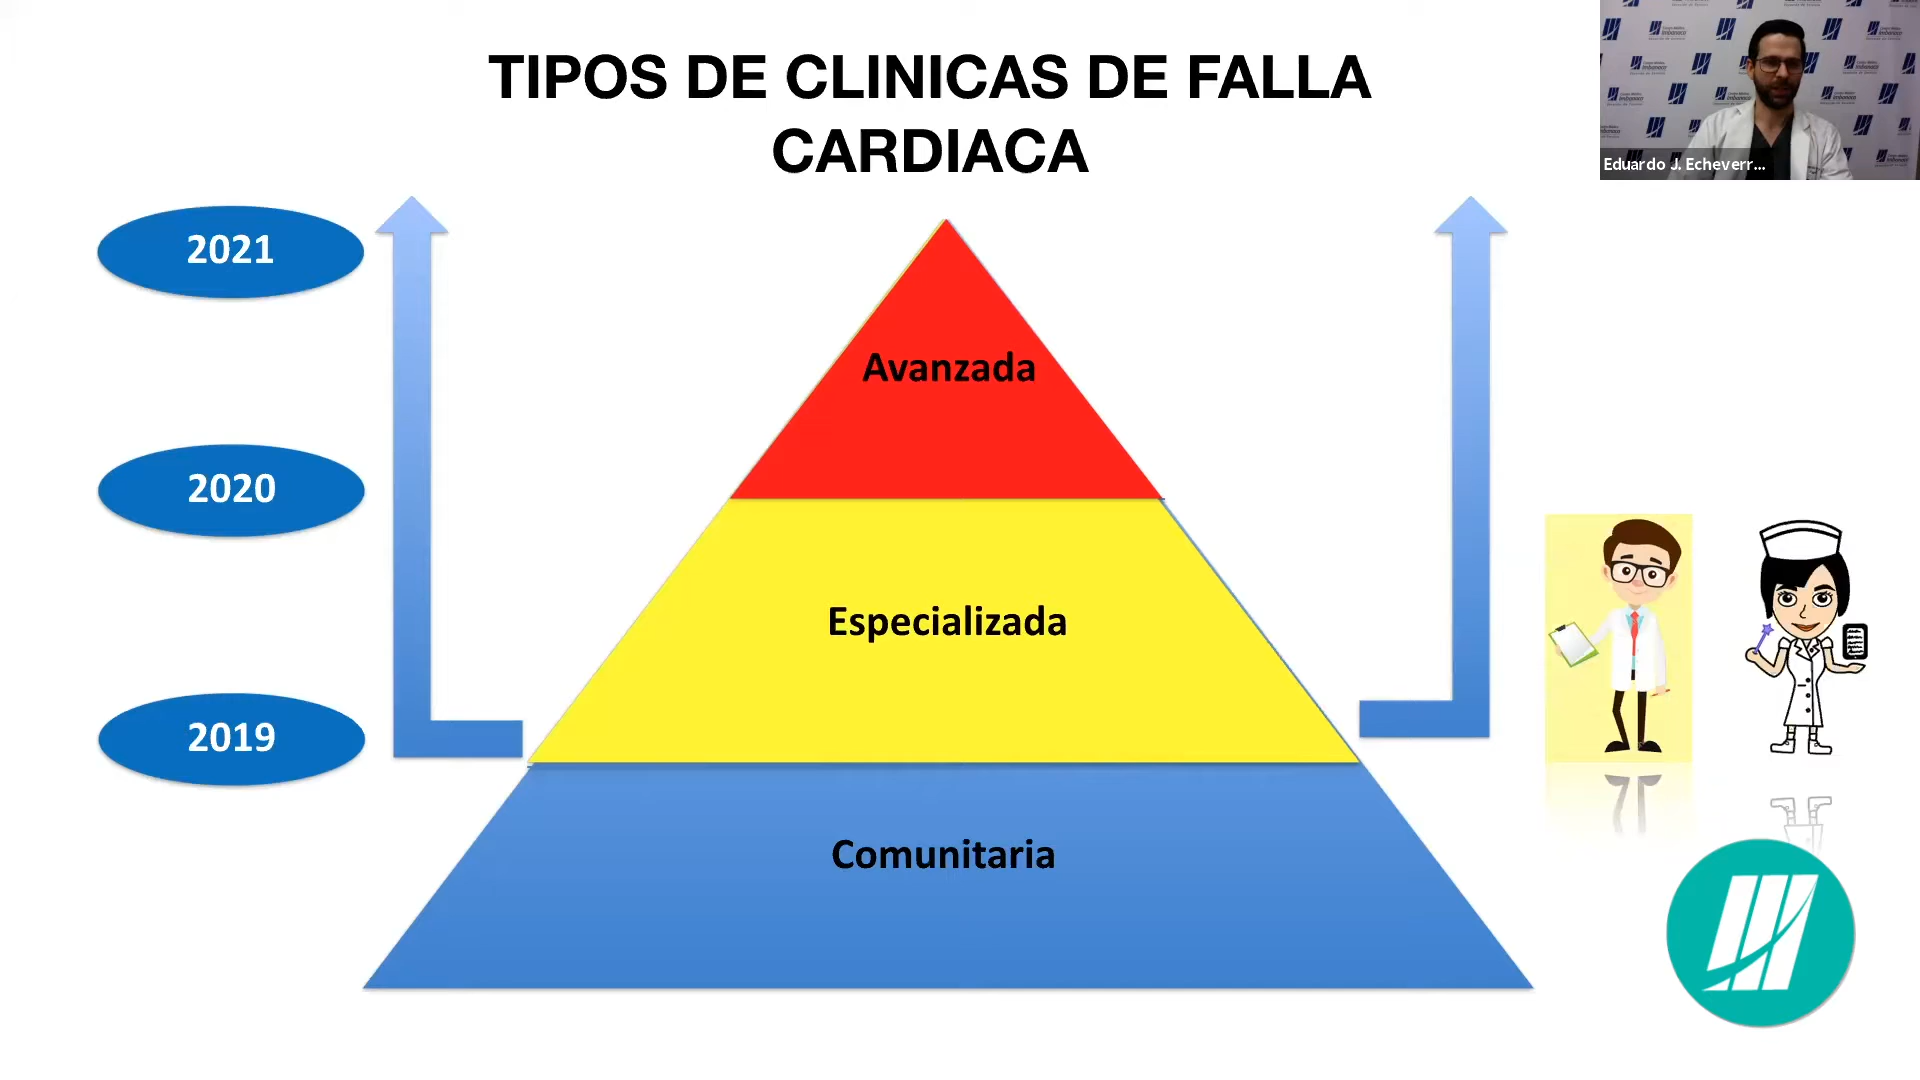 TIPOS DE CLINICAS DE FALLA
CARDIACA
Eduardo J. Echeverr...
2021
Avanzada
2020
Especializada
2019
Comunitaria